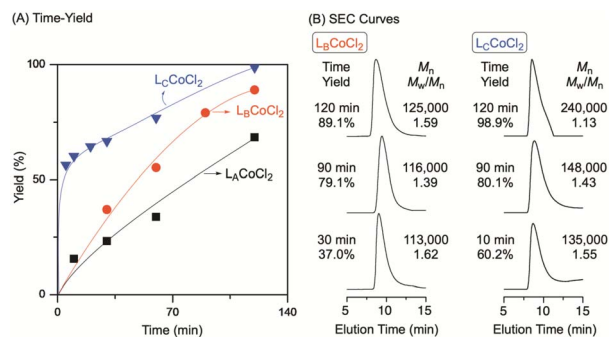 (A) Time-Yield
100
50
0
Yield (%)
0
70
140
Time (min)
LCCoCl2
LBCoCl2
LACoCl2
(B) SEC Curves
LBCoCl2
Time
Yield
Mn
Mw/Mn
120 min
89.1%
125,000
1.59
90 min
79.1%
116,000
1.39
30 min
37.0%
113,000
1.62
5
10
15
Elution Time (min)
LCCoCl2
Time
Yield
Mn
Mw/Mn
120 min
98.9%
240,000
1.13
90 min
80.1%
148,000
1.43
10 min
60.2%
135,000
1.55
5
10
15
Elution Time (min)